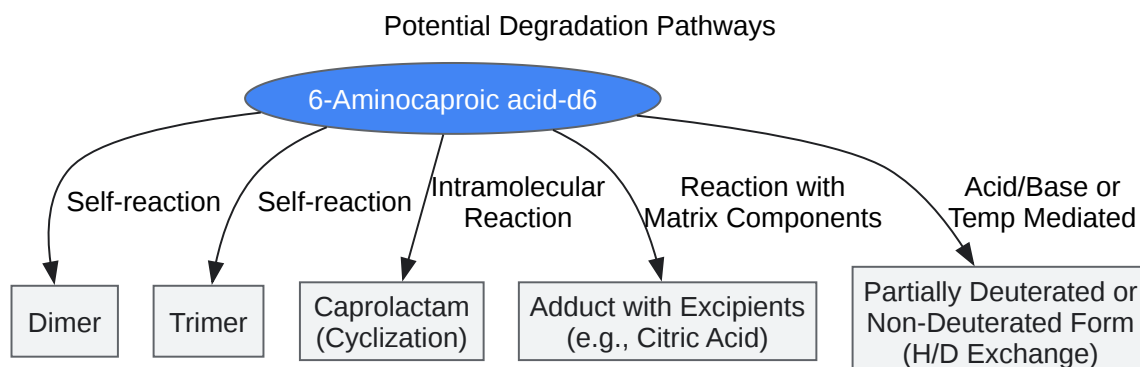 Potential Degradation Pathways
6-Aminocaproic acid-d6
Self-reaction
Self-reaction
Intramolecular
Reaction
Reaction with
Matrix Components
Acid/Base or
Temp Mediated
Dimer
Trimer
Caprolactam
(Cyclization)
Adduct with Excipients
(e.g., Citric Acid)
Partially Deuterated or
Non-Deuterated Form
(H/D Exchange)